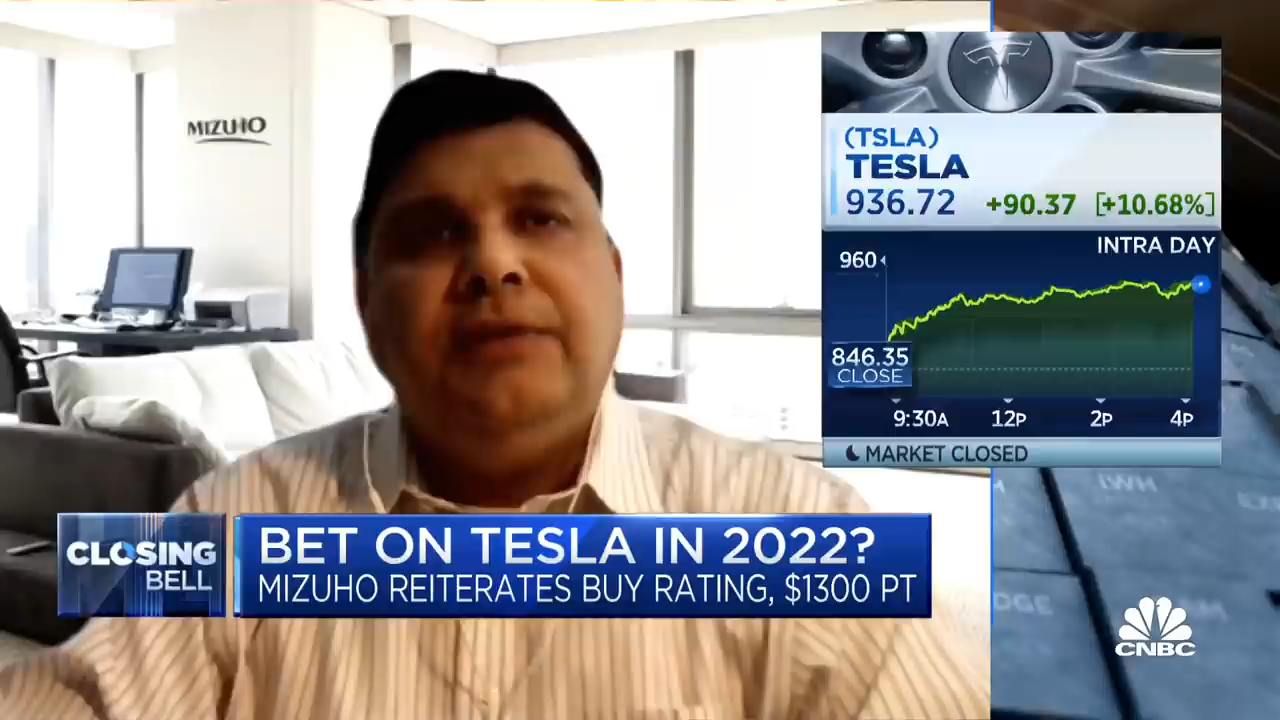 MIZUHO
(TSLA)
TESLA
936.72 +90.37 [+10.68%]
INTRA DAY
960
846.35
CLOSE
9:30A 12P 2P 4P
MARKET CLOSED
CLOSING
BELL
BET ON TESLA IN 2022?
MIZUHO REITERATES BUY RATING, $1300 PT
CNBC